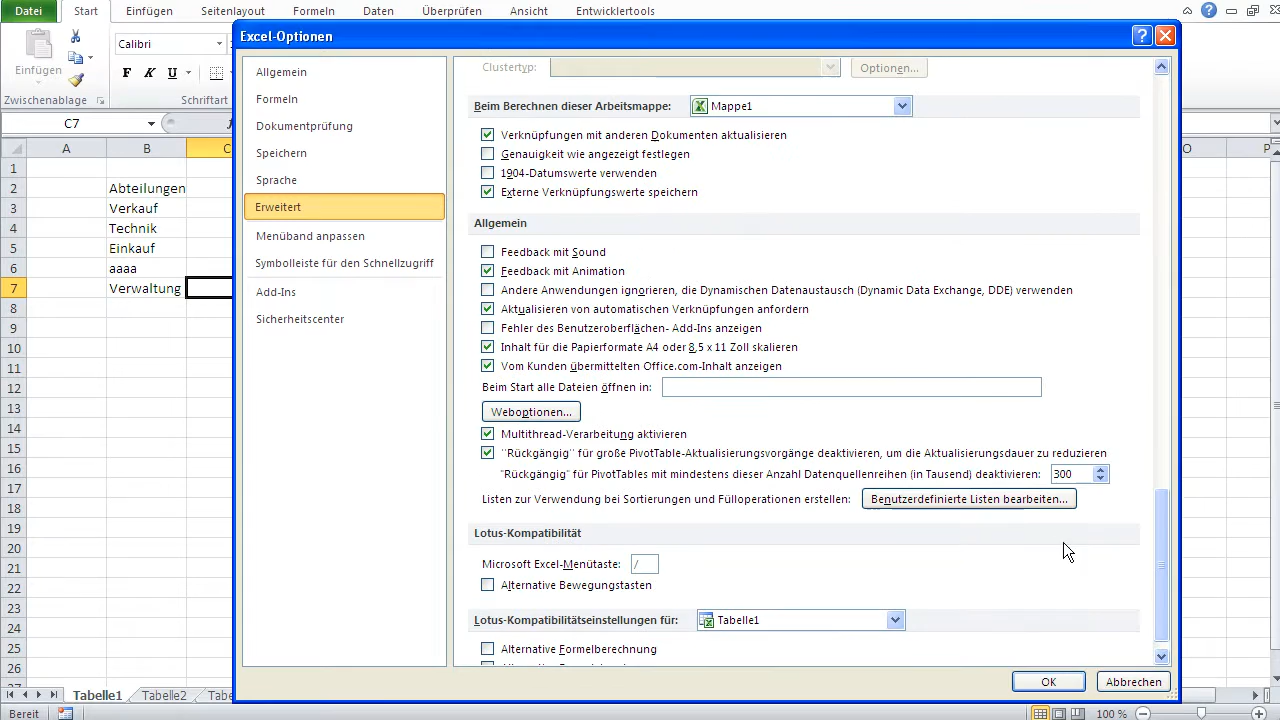 Datei Start Einfügen Seitenlayout Formeln Daten Überprüfen Ansicht Entwicklertools
Excel-Optionen
Einfügen
Zwischenablage
Calibri
F K U
Schriftart
C7
A B C O P
1
2 Abteilungen
3 Verkauf
4 Technik
5 Einkauf
6 aaaa
7 Verwaltung
8
9
10
11
12
13
14
15
16
17
18
19
20
21
22
23
24
25
26
Allgemein
Formeln
Dokumentprüfung
Speichern
Sprache
Erweitert
Menüband anpassen
Symbolleiste für den Schnellzugriff
Add-Ins
Sicherheitscenter
Clustertyp: Optionen...
Beim Berechnen dieser Arbeitsmappe: Mappe1
Verknüpfungen mit anderen Dokumenten aktualisieren
Genauigkeit wie angezeigt festlegen
1904-Datumswerte verwenden
Externe Verknüpfungswerte speichern
Allgemein
Feedback mit Sound
Feedback mit Animation
Andere Anwendungen ignorieren, die Dynamischen Datenaustausch (Dynamic Data Exchange, DDE) verwenden
Aktualisieren von automatischen Verknüpfungen anfordern
Fehler des Benutzeroberflächen- Add-Ins anzeigen
Inhalt für die Papierformate A4 oder 8,5 x 11 Zoll skalieren
Vom Kunden übermittelten Office.com-Inhalt anzeigen
Beim Start alle Dateien öffnen in:
Weboptionen...
Multithread-Verarbeitung aktivieren
"Rückgängig" für große PivotTable-Aktualisierungsvorgänge deaktivieren, um die Aktualisierungsdauer zu reduzieren
"Rückgängig" für PivotTables mit mindestens dieser Anzahl Datenquellenreihen (in Tausend) deaktivieren: 300
Listen zur Verwendung bei Sortierungen und Fülloperationen erstellen: Benutzerdefinierte Listen bearbeiten...
Lotus-Kompatibilität
Microsoft Excel-Menütaste: /
Alternative Bewegungstasten
Lotus-Kompatibilitätseinstellungen für: Tabelle1
Alternative Formelberechnung
OK Abbrechen
Tabelle1 Tabelle2 Tabe
Bereit 100 %